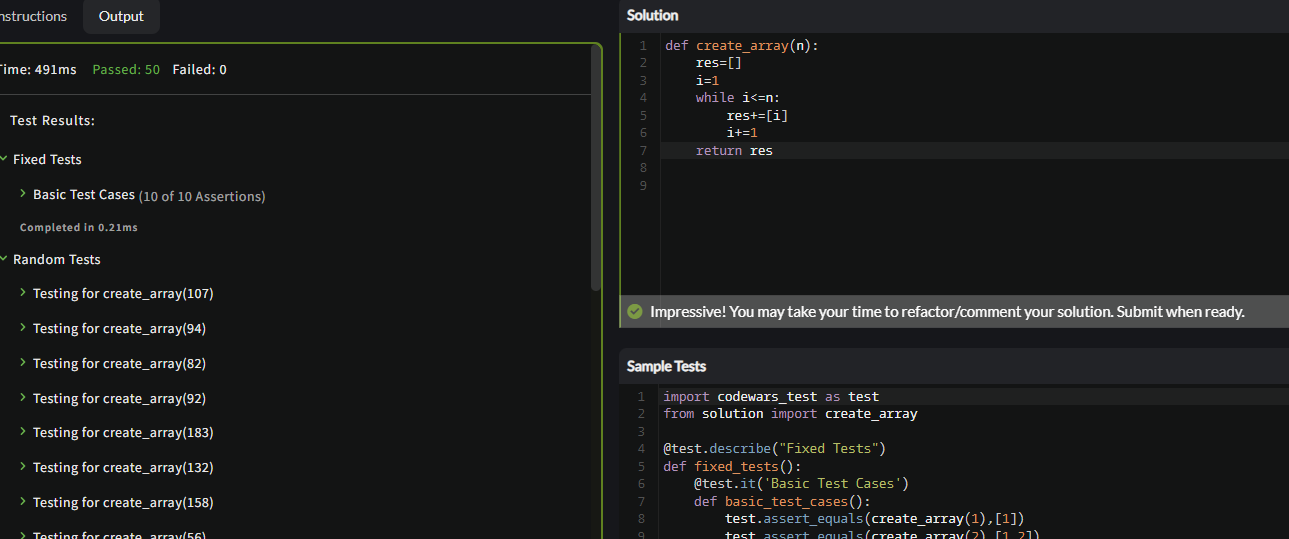 nstructions
Output
Time: 491ms Passed: 50 Failed: 0
Test Results:
Fixed Tests
Basic Test Cases (10 of 10 Assertions)
Completed in 0.21ms
Random Tests
Testing for create_array(107)
Testing for create_array(94)
Testing for create_array(82)
Testing for create_array(92)
Testing for create_array(183)
Testing for create_array(132)
Testing for create_array(158)
Testing for create_array(56)
Solution
1 def create_array(n):
2     res=[]
3     i=1
4     while i<=n:
5         res+=[i]
6         i+=1
7     return res
8
9
Impressive! You may take your time to refactor/comment your solution. Submit when ready.
Sample Tests
1 import codewars_test as test
2 from solution import create_array
3
4 @test.describe("Fixed Tests")
5 def fixed_tests():
6     @test.it('Basic Test Cases')
7     def basic_test_cases():
8         test.assert_equals(create_array(1),[1])
9         test.assert_equals(create_array(2),[1,2])